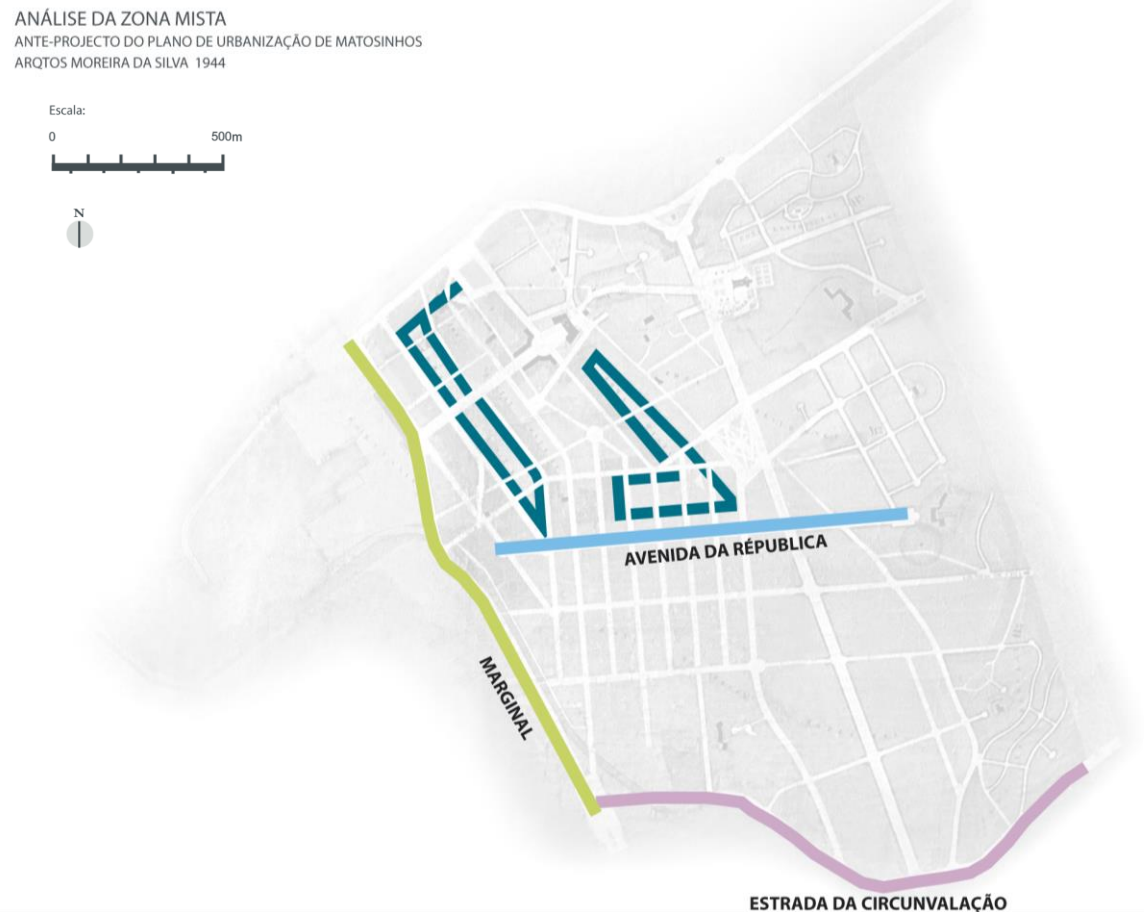 ANÁLISE DA ZONA MISTA
ANTE-PROJECTO DO PLANO DE URBANIZAÇÃO DE MATOSINHOS
ARQTOS MOREIRA DA SILVA 1944
Escala:
0 500m
N
AVENIDA DA RÉPUBLICA
MARGINAL
ESTRADA DA CIRCUNVALAÇÃO